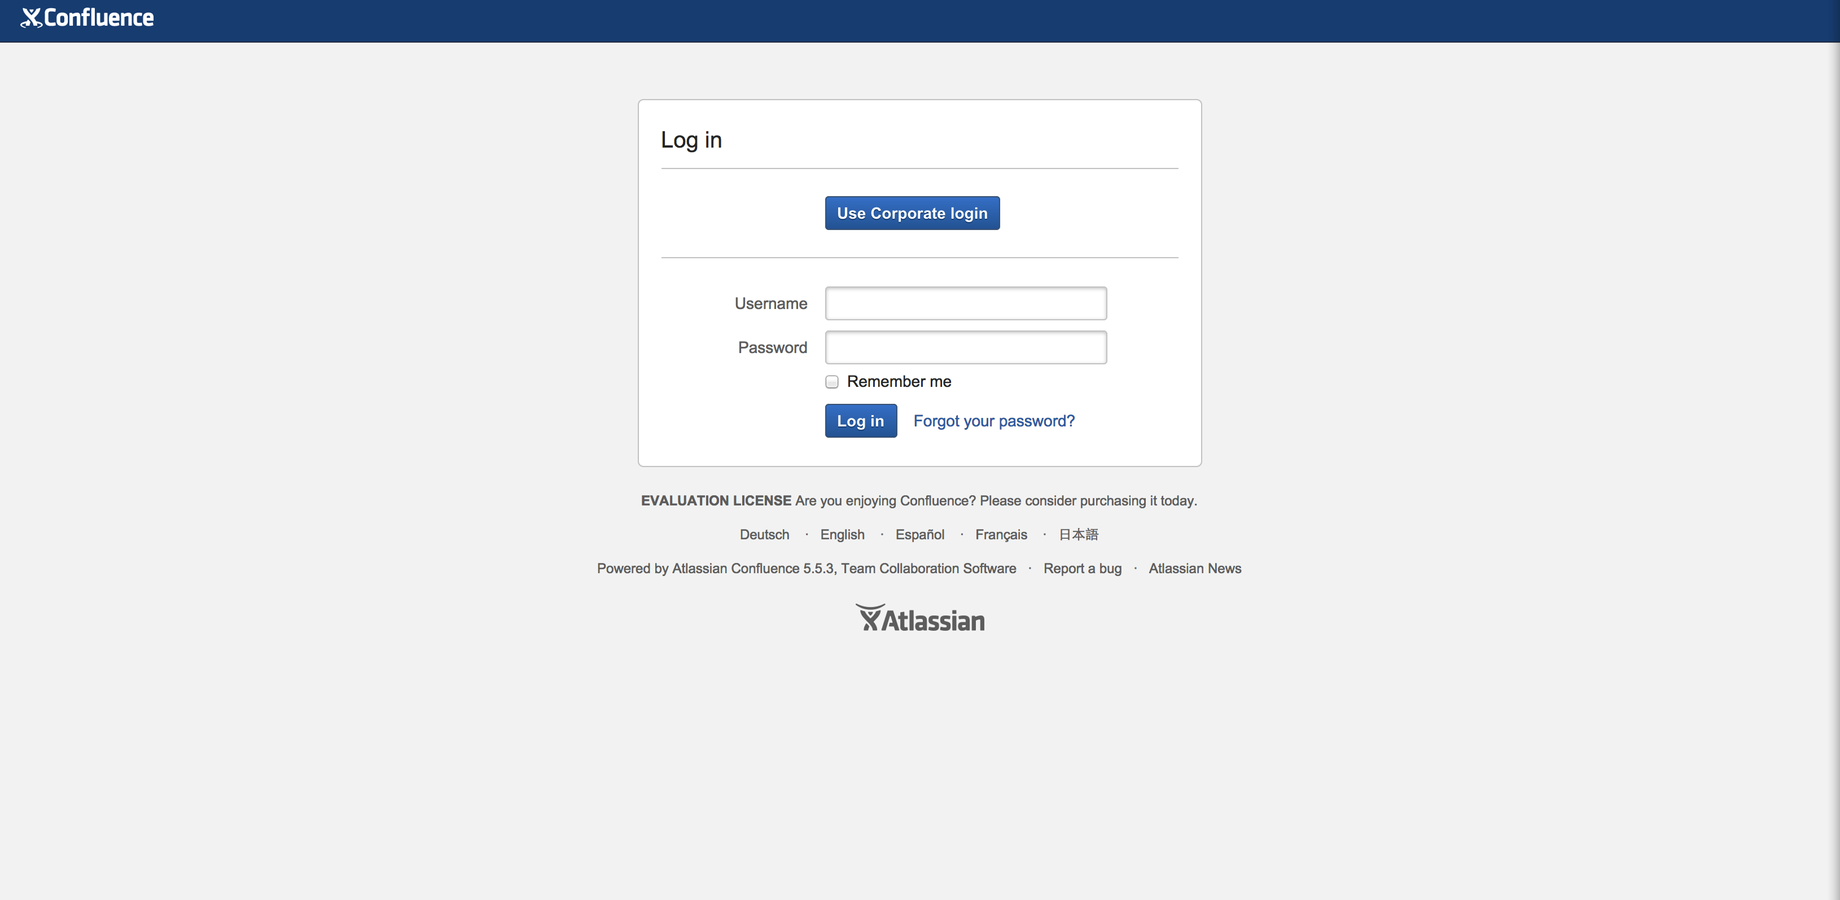 Confluence
Log in
Use Corporate login
Username
Password
Remember me
Log in Forgot your password?
EVALUATION LICENSE Are you enjoying Confluence? Please consider purchasing it today.
Deutsch · English · Español · Français · 日本語
Powered by Atlassian Confluence 5.5.3, Team Collaboration Software · Report a bug · Atlassian News
Atlassian